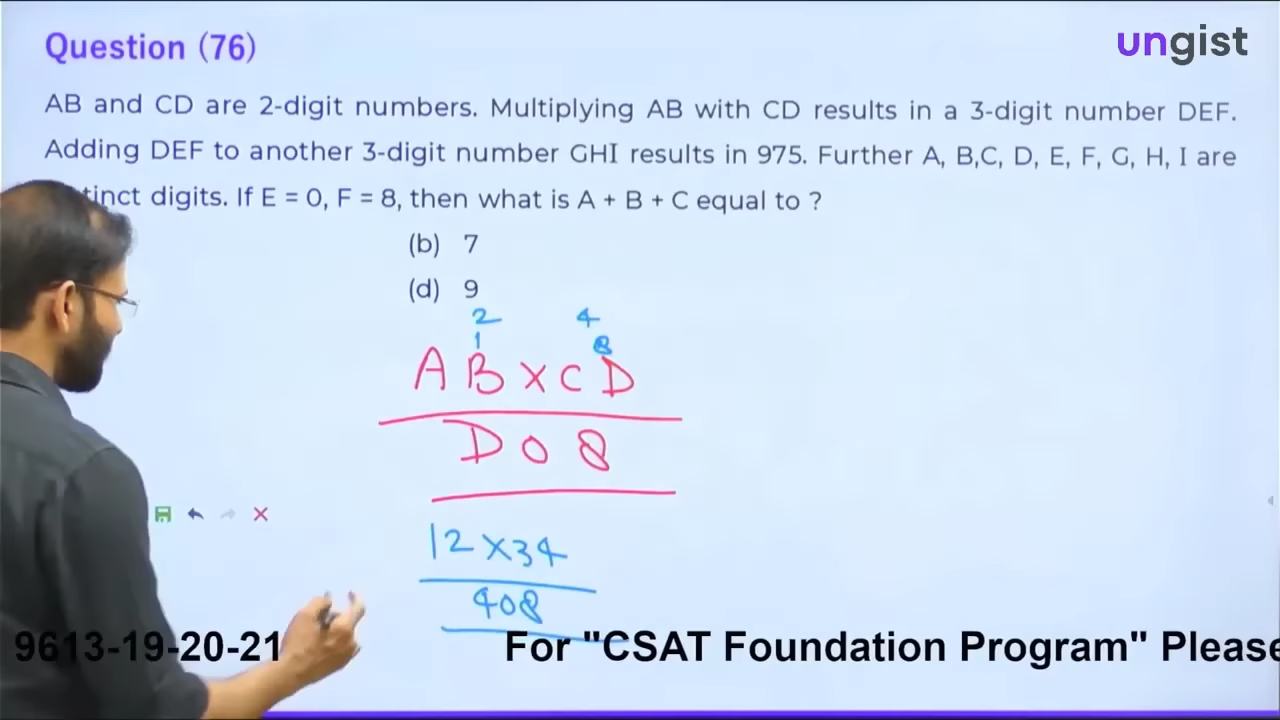 Question (76)
ungist
AB and CD are 2-digit numbers. Multiplying AB with CD results in a 3-digit number DEF.
Adding DEF to another 3-digit number GHI results in 975. Further A, B,C, D, E, F, G, H, I are
digits. If E = 0, F = 8, then what is A + B + C equal to ?
(b) 7
(d) 9
2 4
1 8
A B X C D
D 0 8
12 X 34
408
9613-19-20-21 For "CSAT Foundation Program" Please